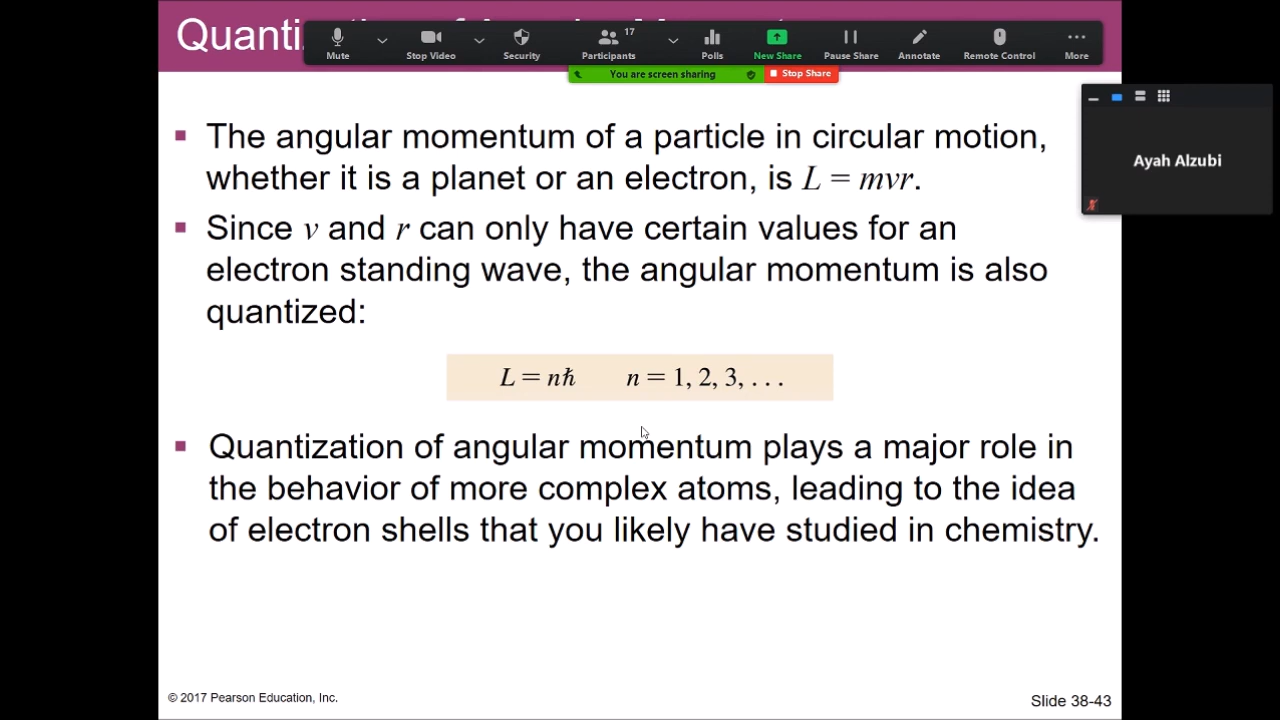 Quanti
Mute
Stop Video
Security
17
Participants
Polls
New Share
Pause Share
Annotate
Remote Control
More
You are screen sharing
Stop Share
Ayah Alzubi
The angular momentum of a particle in circular motion,
whether it is a planet or an electron, is L = mvr.
Since v and r can only have certain values for an
electron standing wave, the angular momentum is also
quantized:
L = nℏ n = 1, 2, 3, . . .
Quantization of angular momentum plays a major role in
the behavior of more complex atoms, leading to the idea
of electron shells that you likely have studied in chemistry.
© 2017 Pearson Education, Inc.
Slide 38-43